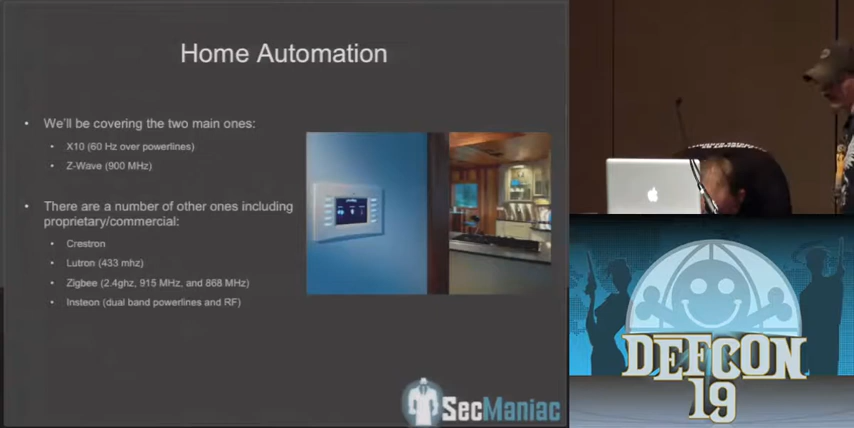 Home Automation
• We'll be covering the two main ones:
• X10 (60 Hz over powerlines)
• Z-Wave (900 MHz)
• There are a number of other ones including
proprietary/commercial:
• Crestron
• Lutron (433 mhz)
• Zigbee (2.4ghz, 915 MHz, and 868 MHz)
• Insteon (dual band powerlines and RF)
SecManiac
DEFCON
19